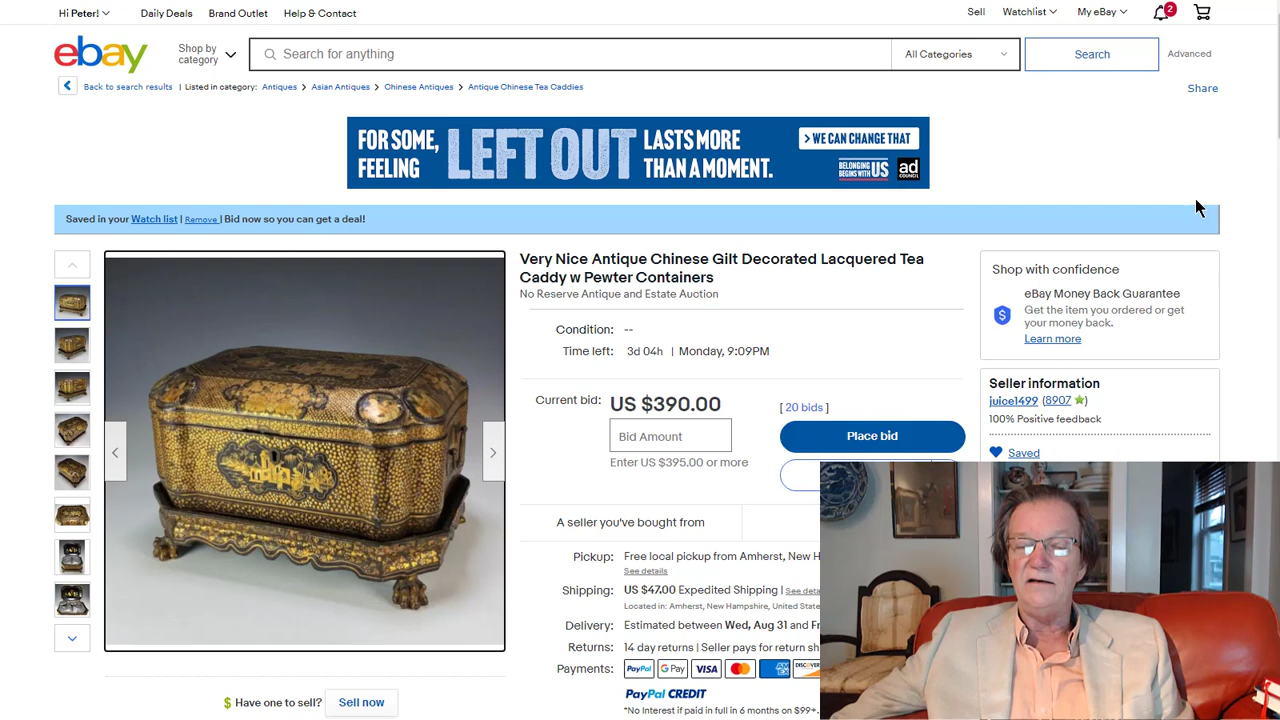 Hi Peter!
Daily Deals
Brand Outlet
Help & Contact
Sell
Watchlist
My eBay
2
ebay
Shop by category
Search for anything
All Categories
Search
Advanced
Back to search results | Listed in category: Antiques > Asian Antiques > Chinese Antiques > Antique Chinese Tea Caddies
Share
FOR SOME, FEELING
LEFT OUT
LASTS MORE THAN A MOMENT.
> WE CAN CHANGE THAT
BELONGING BEGINS WITH US
ad COUNCIL
Saved in your Watch list | Remove | Bid now so you can get a deal!
Very Nice Antique Chinese Gilt Decorated Lacquered Tea
Caddy w Pewter Containers
No Reserve Antique and Estate Auction
Condition: --
Time left: 3d 04h | Monday, 9:09PM
Current bid: US $390.00
[ 20 bids ]
Bid Amount
Place bid
Enter US $395.00 or more
A seller you've bought from
Pickup: Free local pickup from Amherst, New H
See details
Shipping: US $47.00 Expedited Shipping | See deta
Located in: Amherst, New Hampshire, United State
Delivery: Estimated between Wed, Aug 31 and Fr
Returns: 14 day returns | Seller pays for return sh
Payments: PayPal G Pay VISA
DISCOVER
PayPal CREDIT
*No Interest if paid in full in 6 months on $99+.
Shop with confidence
eBay Money Back Guarantee
Get the item you ordered or get
your money back.
Learn more
Seller information
juice1499 (8907)
100% Positive feedback
Saved
$ Have one to sell?
Sell now